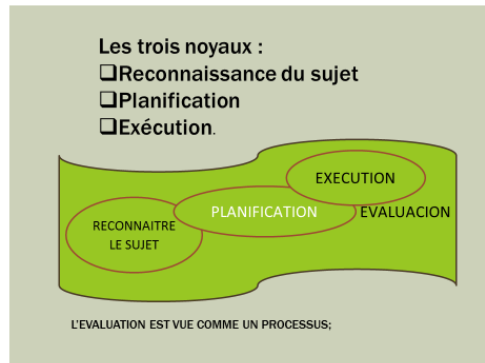 Les trois noyaux :
❑Reconnaissance du sujet
❑Planification
❑Exécution.
EXECUTION
PLANIFICATION
EVALUACION
RECONNAITRE
LE SUJET
L'EVALUATION EST VUE COMME UN PROCESSUS;